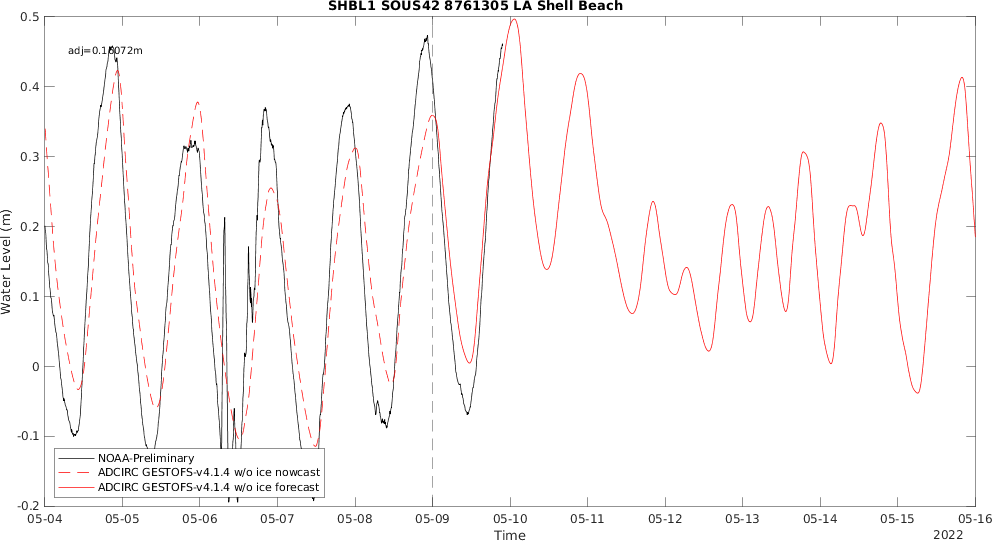 SHBL1 SOUS42 8761305 LA Shell Beach
adj=0.16072m
Water Level (m)
0.5
0.4
0.3
0.2
0.1
0
-0.1
-0.2
NOAA-Preliminary
ADCIRC GESTOFS-v4.1.4 w/o ice nowcast
ADCIRC GESTOFS-v4.1.4 w/o ice forecast
05-04 05-05 05-06 05-07 05-08 05-09 05-10 05-11 05-12 05-13 05-14 05-15 05-16
Time
2022